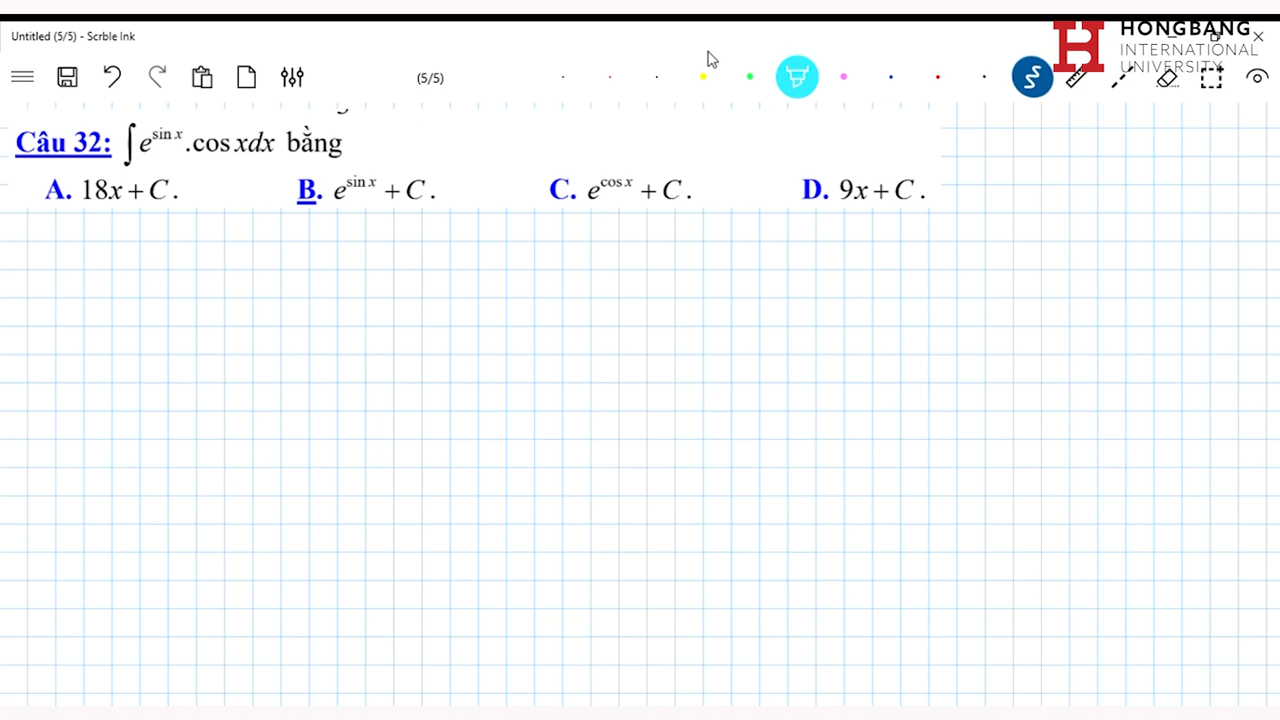 Untitled (5/5) - Scrble Ink
HONGBANG
INTERNATIONAL
UNIVERSITY
(5/5)
Câu 32: ∫e^{sin x}.cos xdx bằng
A. 18x + C. B. e^{sin x} + C. C. e^{cos x} + C. D. 9x + C.